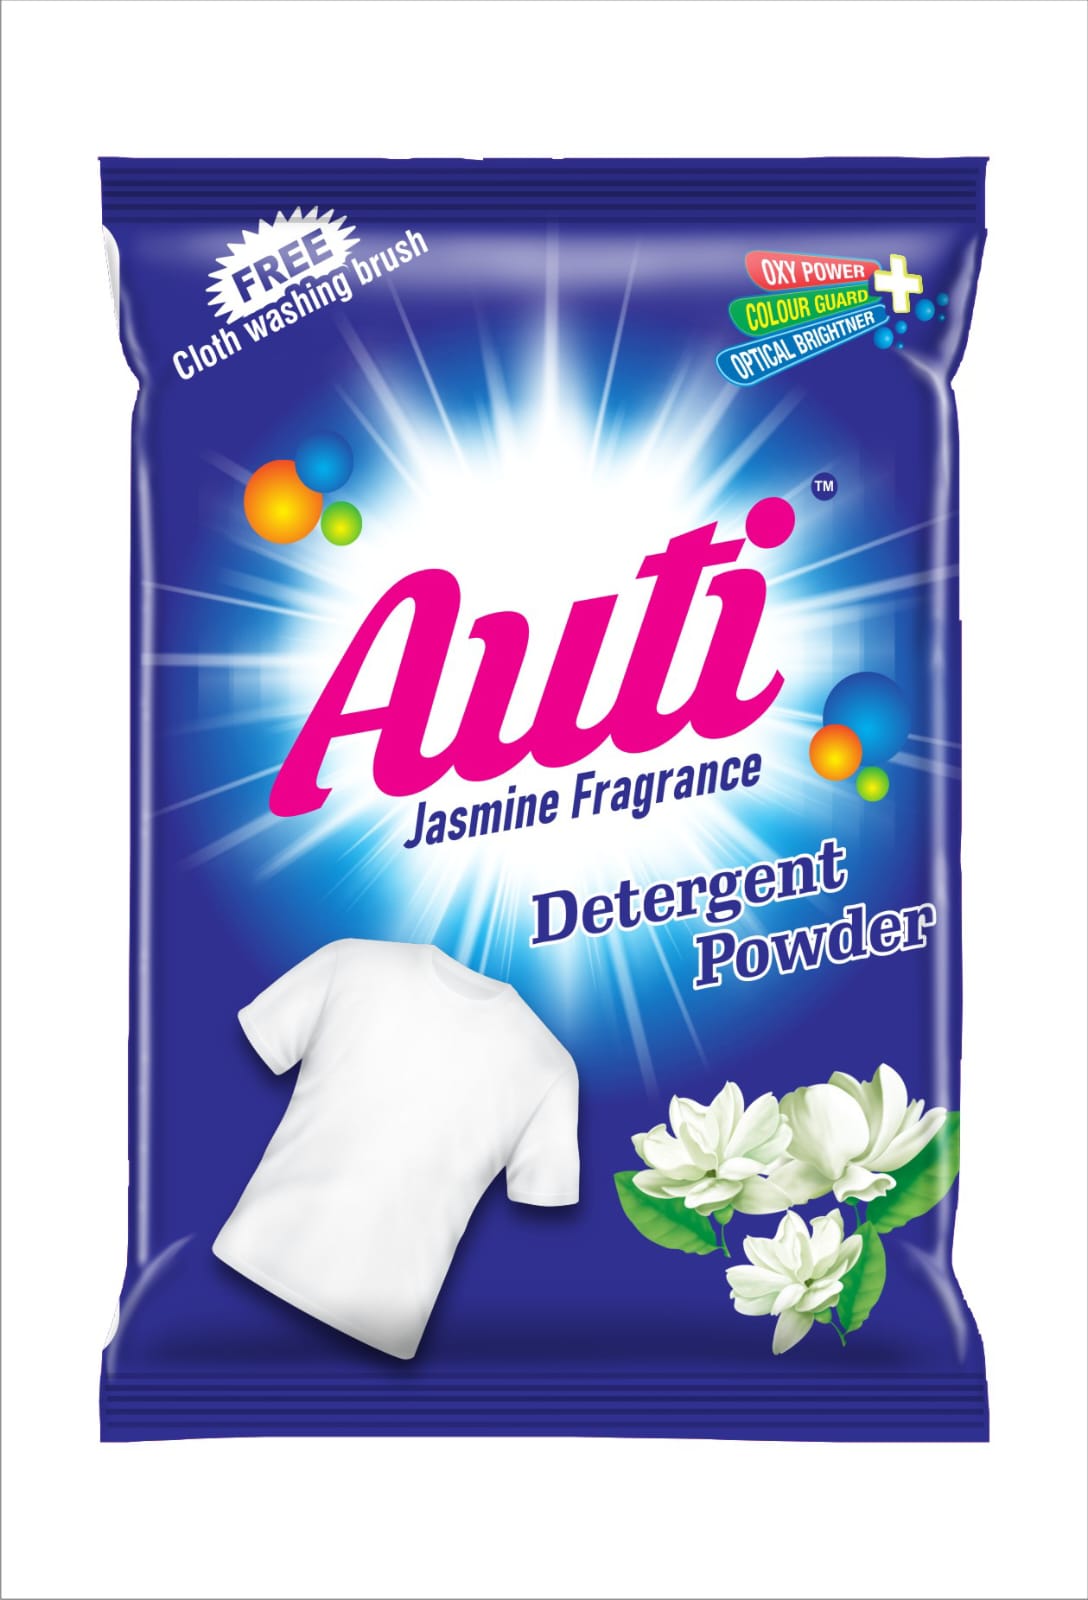 FREE
Cloth washing brush
OXY POWER
COLOUR GUARD
OPTICAL BRIGHTNER
TM
Auti
Jasmine Fragrance
Detergent
Powder